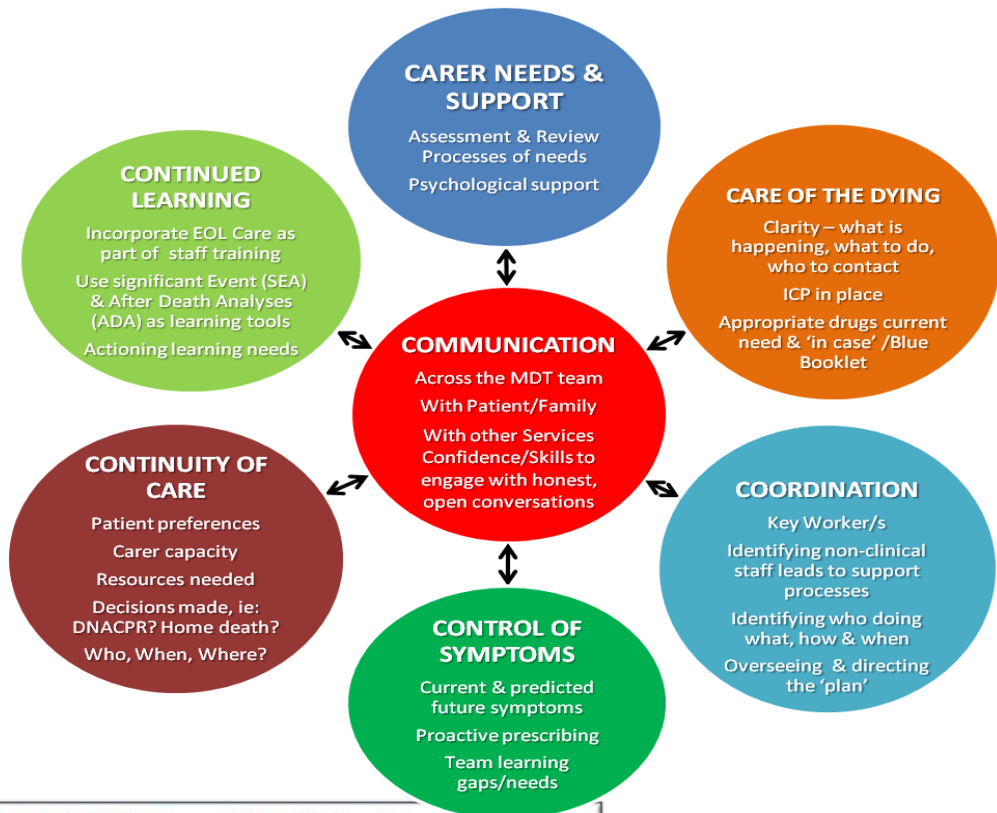 CARER NEEDS &
SUPPORT
Assessment & Review
Processes of needs
Psychological support
CONTINUED
LEARNING
Incorporate EOL Care as
part of staff training
Use significant Event (SEA)
& After Death Analyses
(ADA) as learning tools
Actioning learning needs
CARE OF THE DYING
Clarity – what is
happening, what to do,
who to contact
ICP in place
Appropriate drugs current
need & ‘in case’ /Blue
Booklet
COMMUNICATION
Across the MDT team
With Patient/Family
With other Services
Confidence/Skills to
engage with honest,
open conversations
CONTINUITY OF
CARE
Patient preferences
Carer capacity
Resources needed
Decisions made, ie:
DNACPR? Home death?
Who, When, Where?
COORDINATION
Key Worker/s
Identifying non-clinical
staff leads to support
processes
Identifying who doing
what, how & when
Overseeing & directing
the ‘plan’
CONTROL OF
SYMPTOMS
Current & predicted
future symptoms
Proactive prescribing
Team learning
gaps/needs